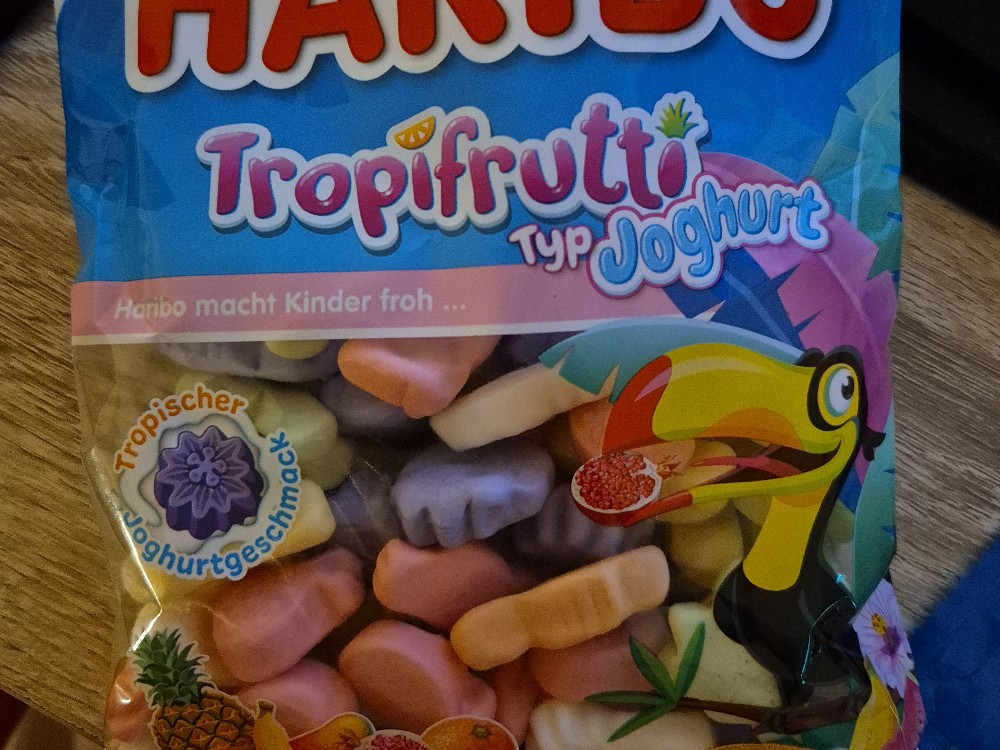 HARIBO
Tropifrutti
Typ Joghurt
Haribo macht Kinder froh ...
Tropischer
Joghurtgeschmack